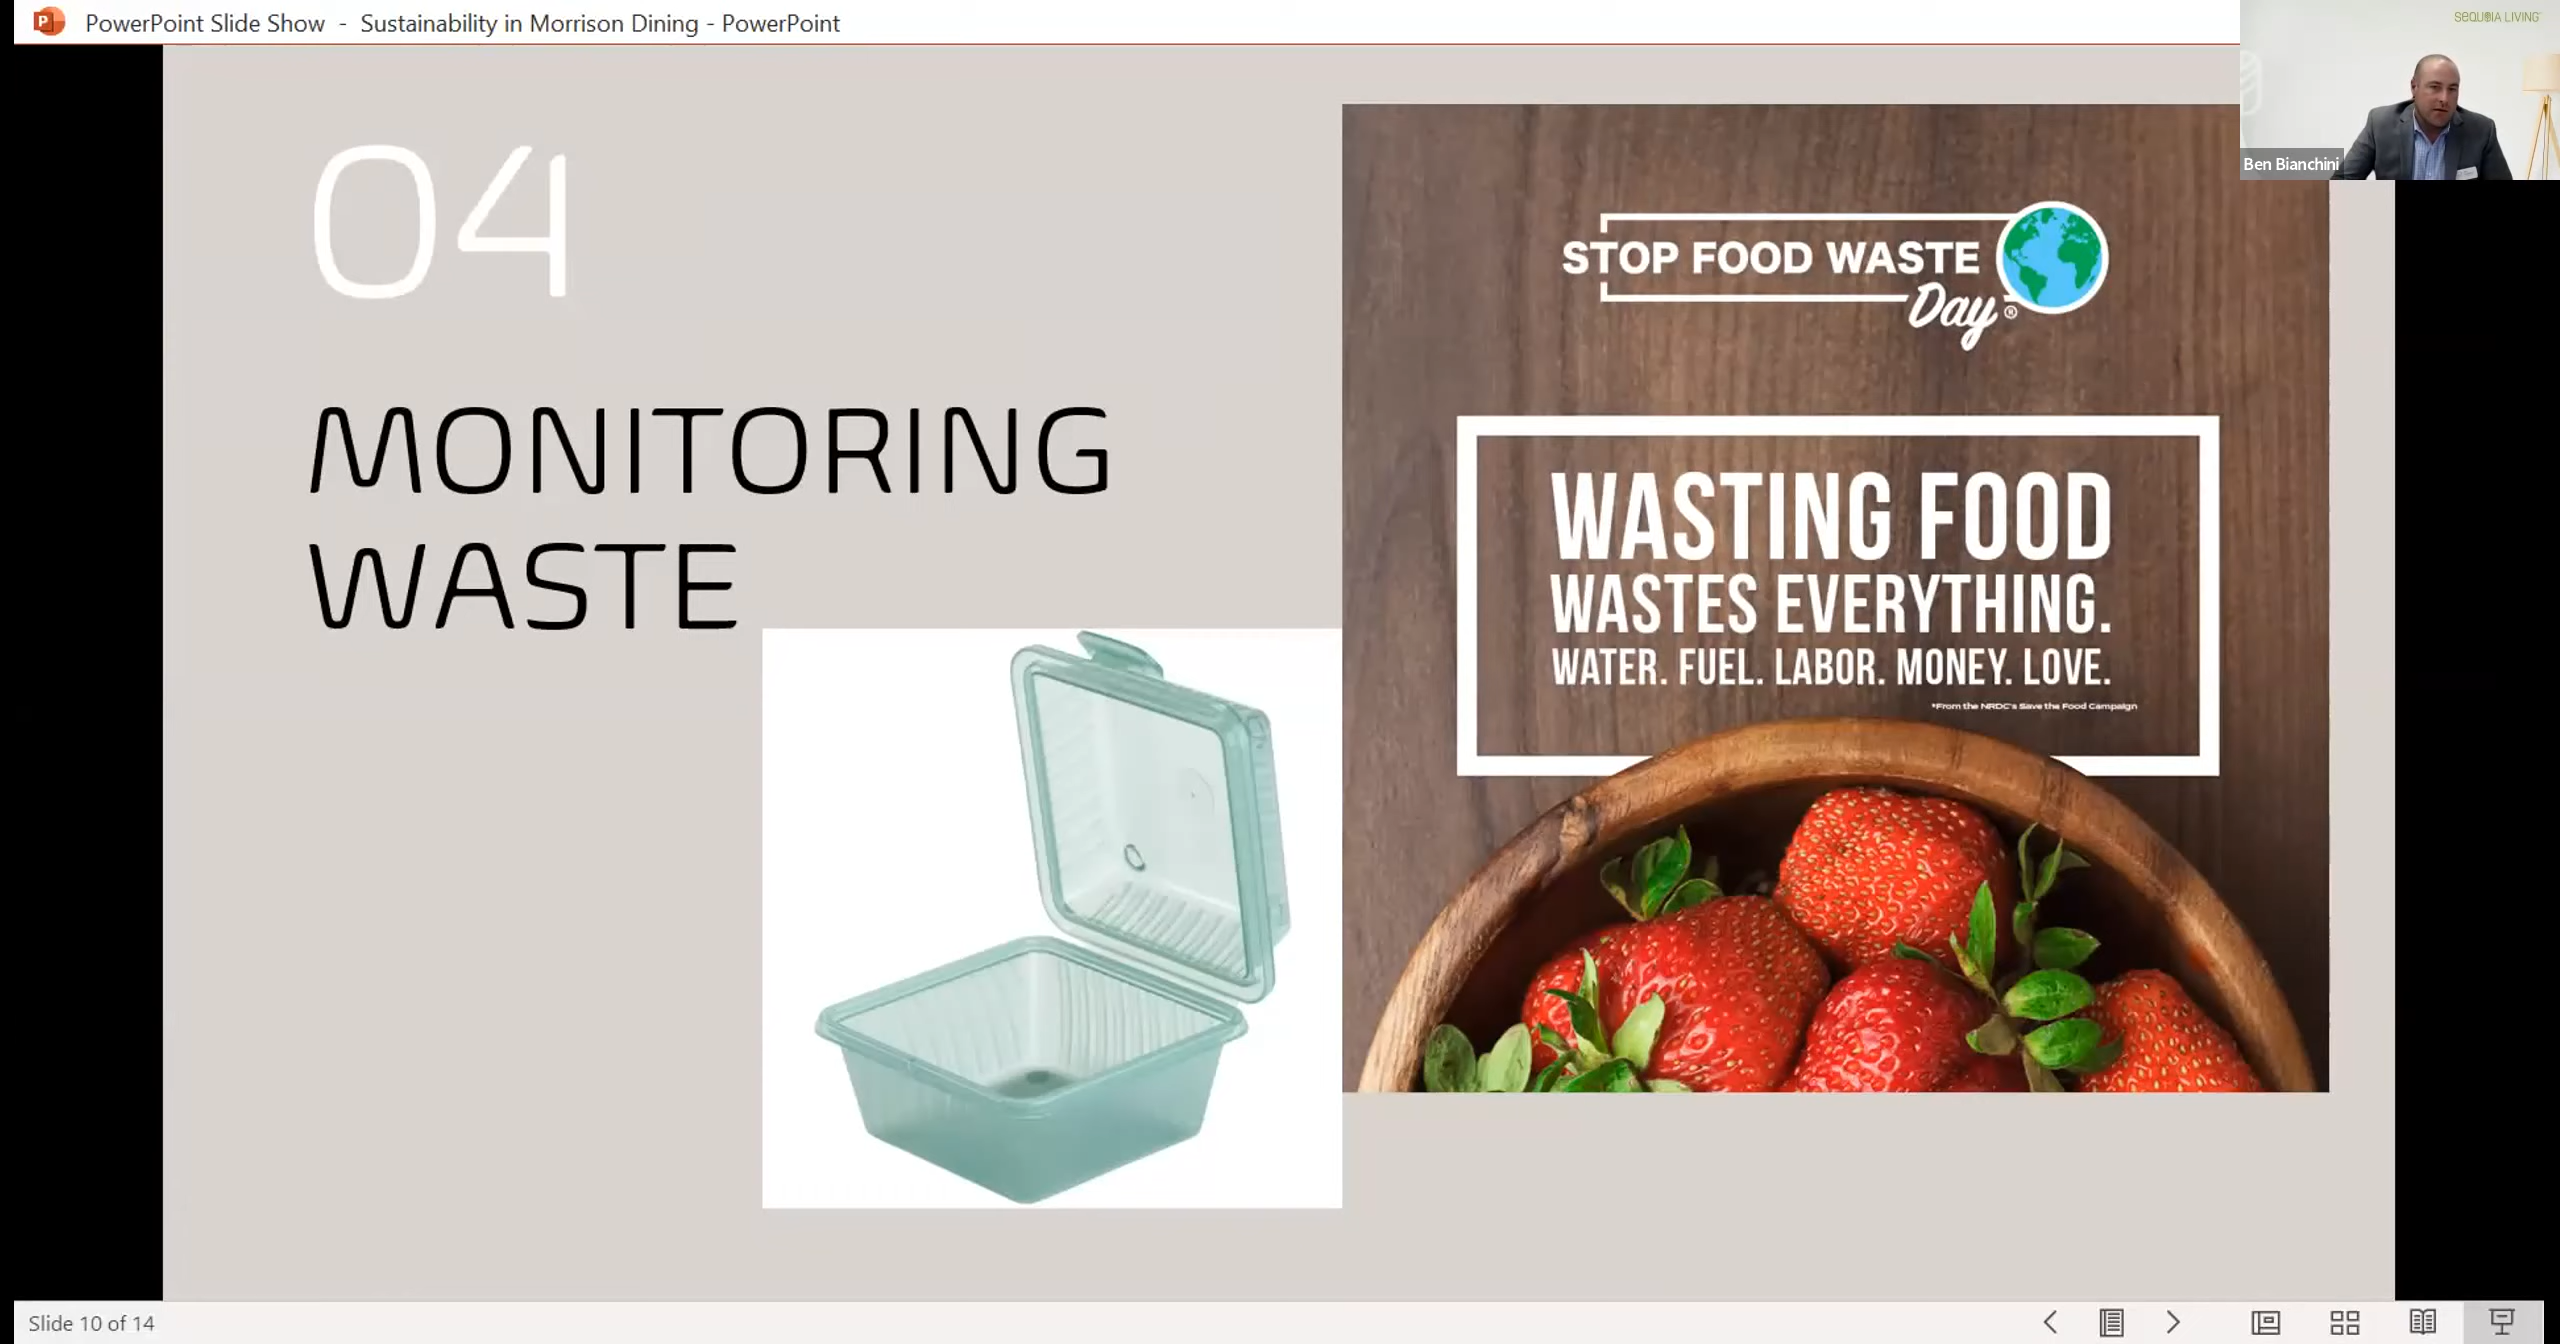 PowerPoint Slide Show - Sustainability in Morrison Dining - PowerPoint
SEQUOIA LIVING
Ben Bianchini
04
MONITORING
WASTE
STOP FOOD WASTE
Day®
WASTING FOOD
WASTES EVERYTHING.
WATER. FUEL. LABOR. MONEY. LOVE.
*From the NRDC's Save the Food Campaign
Slide 10 of 14